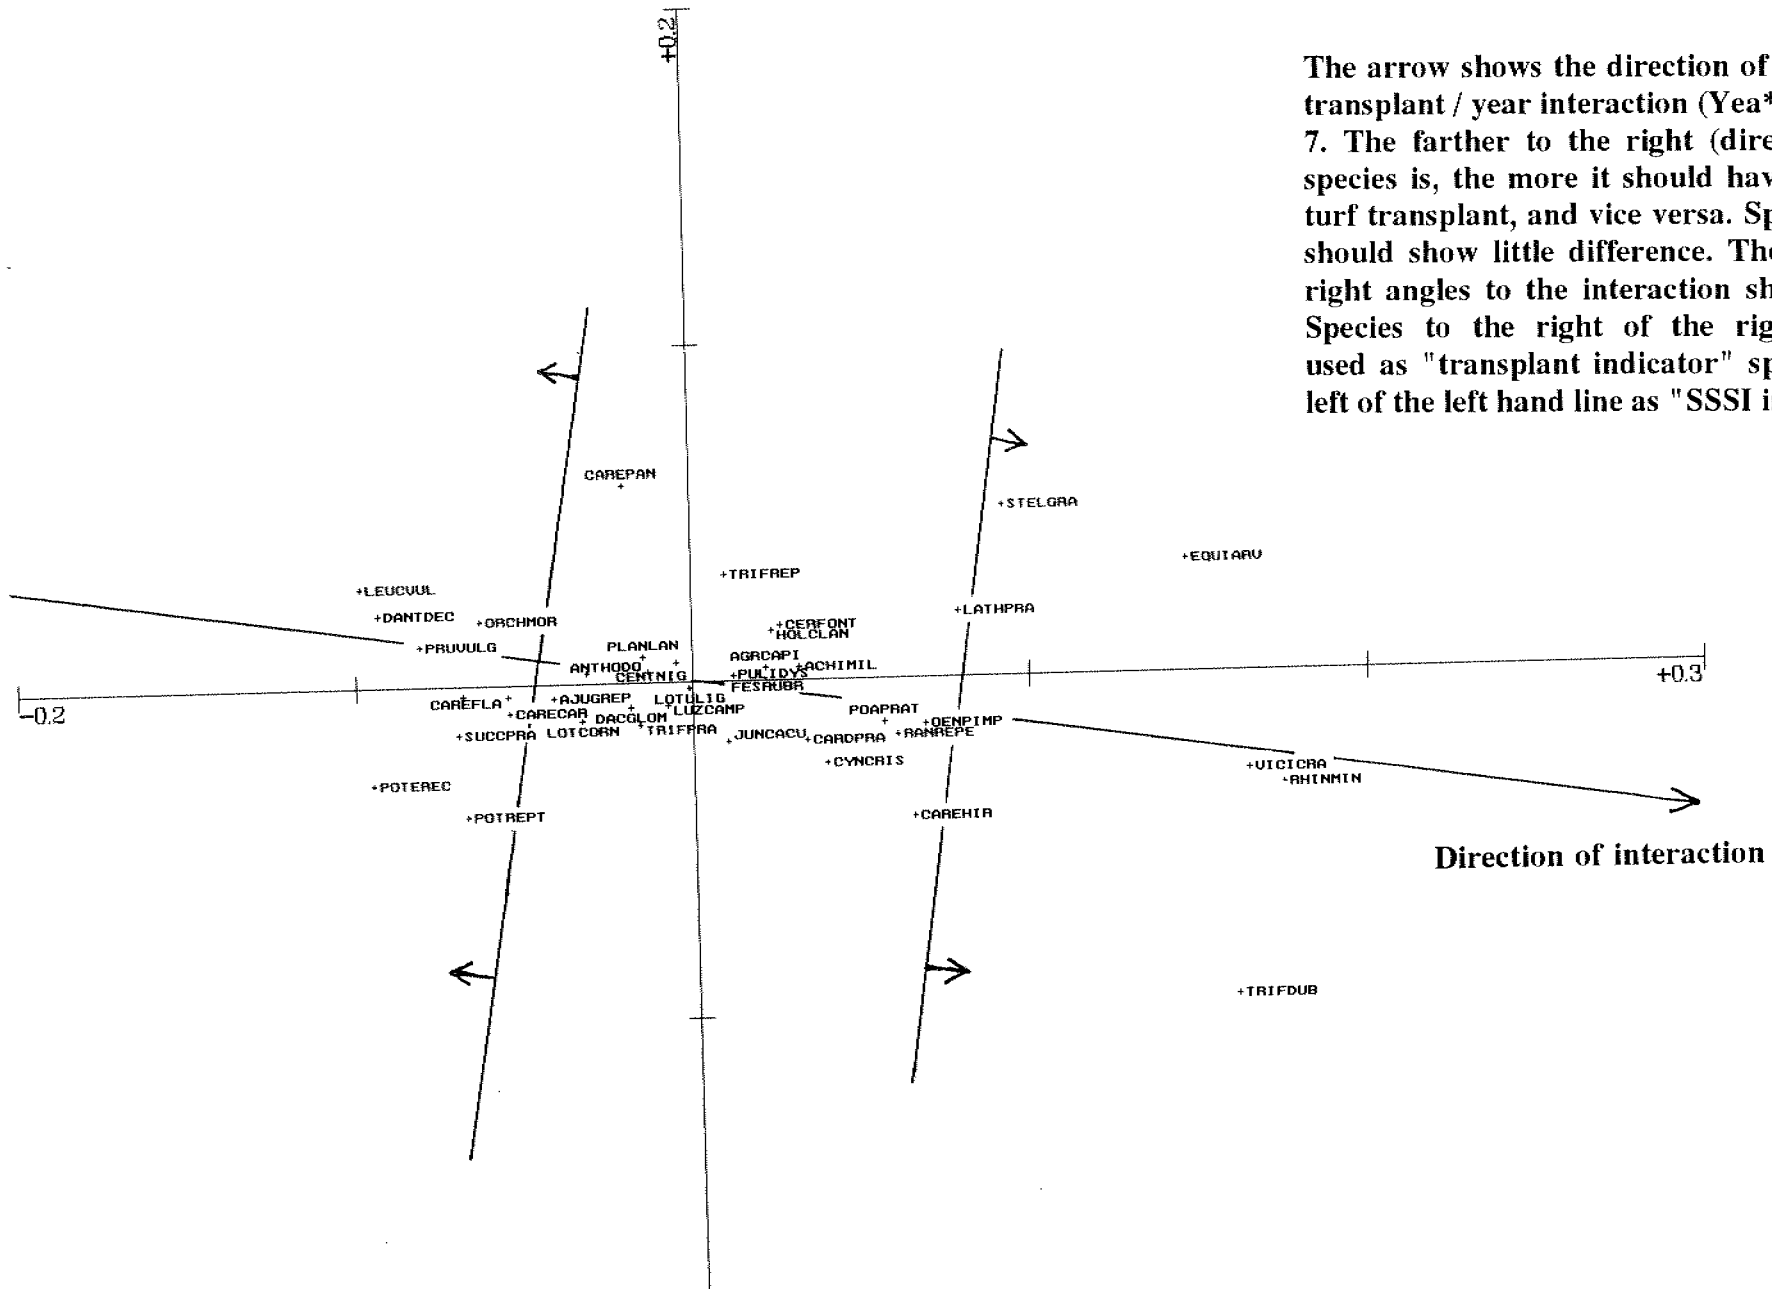 +0.2
The arrow shows the direction of
transplant / year interaction (Yea*
7. The farther to the right (dire
species is, the more it should hav
turf transplant, and vice versa. Sp
should show little difference. The
right angles to the interaction sh
Species to the right of the rig
used as "transplant indicator" sp
left of the left hand line as "SSSI i
CAREPAN
+STELGRA
+EQUIARV
+TRIFREP
+LEUCVUL
+LATHPRA
+DANTDEC
+ORCHMOR
+CERFONT
HOLCLAN
+PRUVULG
PLANLAN
AGRCAPI
ANTHODO
+ACHIMIL
CENTNIG
+PULIDYS
+0.3
FESRUBR
CAREFLA
+AJUGREP
LOTULIG
-0.2
+CARECAR
DACGLOM
LUZCAMP
POAPRAT
+OENPIMP
+SUCCPRA
LOTCORN
+TRIFPRA
+JUNCACU
+CARDPRA
+RANREPE
+CYNCRIS
+VICICRA
+RHINMIN
+POTEREC
+POTREPT
+CAREHIR
Direction of interaction
+TRIFDUB